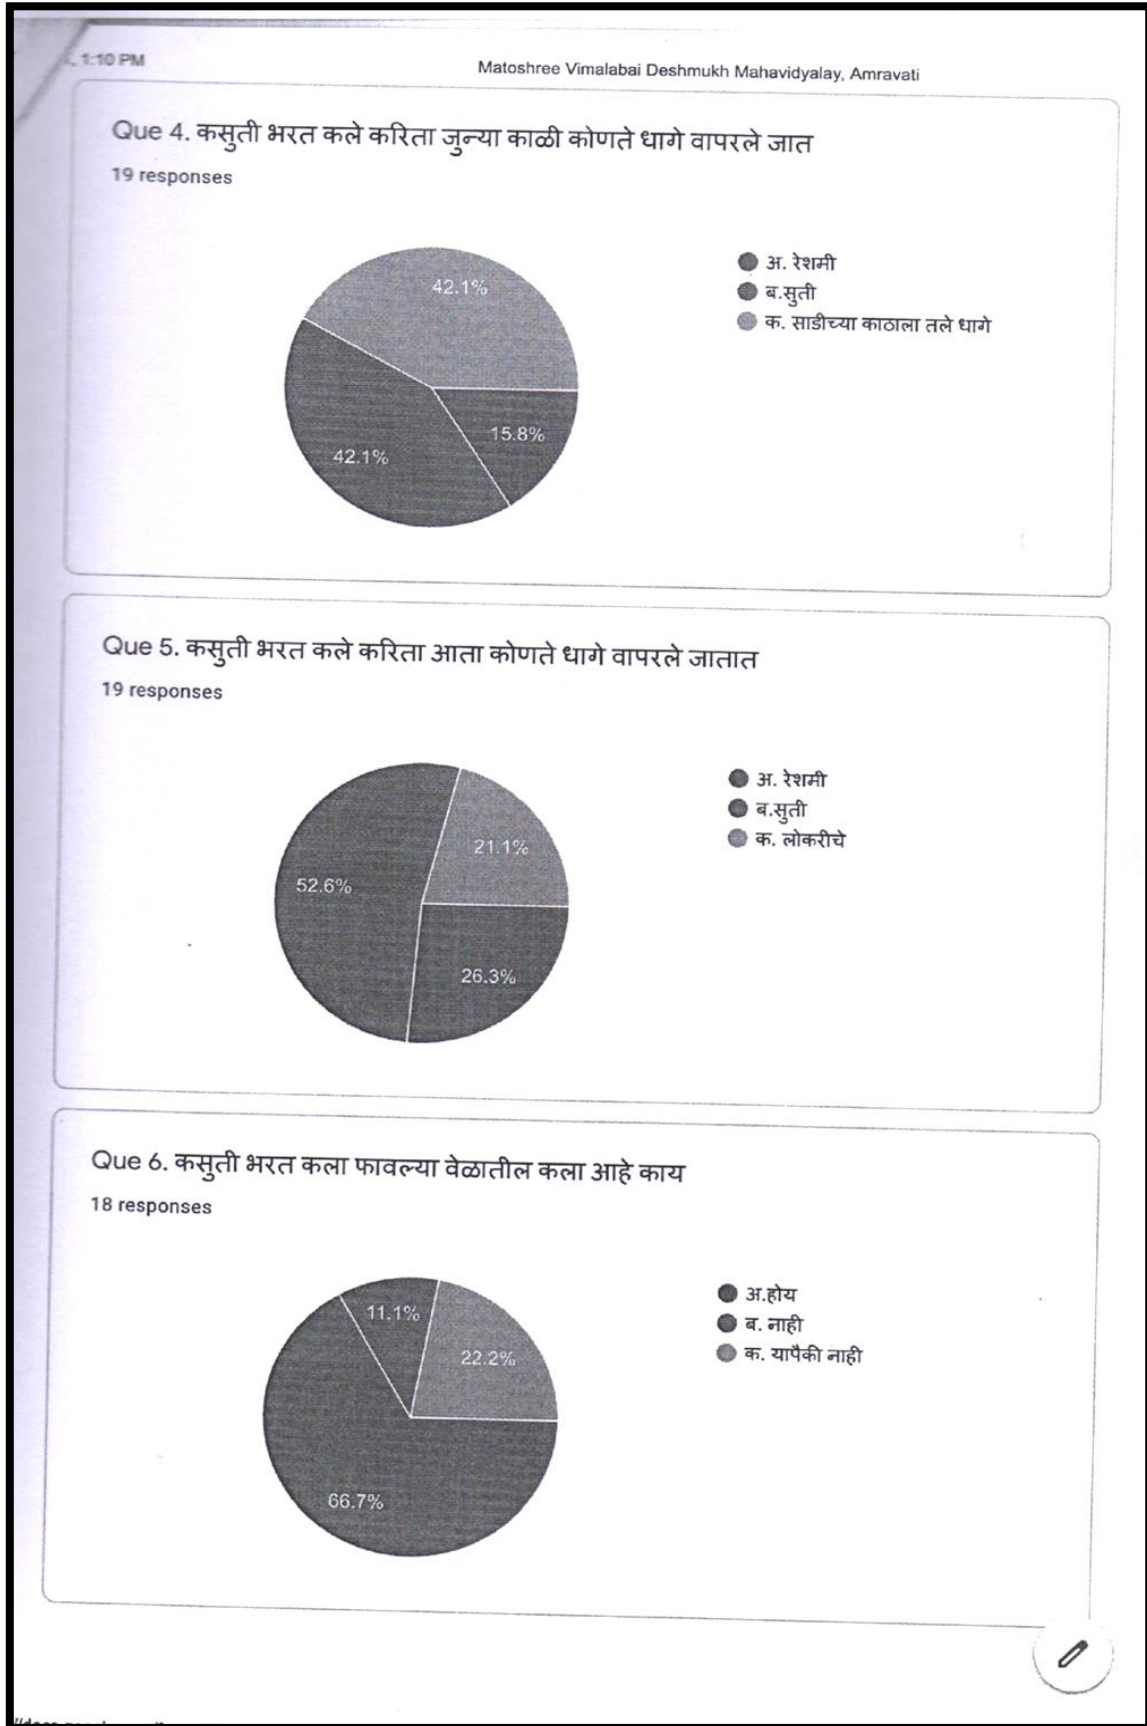 1:10 PM
Matoshree Vimalabai Deshmukh Mahavidyalay, Amravati
Que 4. कसुती भरत कले करिता जुन्या काळी कोणते धागे वापरले जात
19 responses
42.1%
15.8%
42.1%
अ. रेशमी
ब.सुती
क. साडीच्या काठाला तले धागे
Que 5. कसुती भरत कले करिता आता कोणते धागे वापरले जातात
19 responses
21.1%
52.6%
26.3%
अ. रेशमी
ब.सुती
क. लोकरीचे
Que 6. कसुती भरत कला फावल्या वेळातील कला आहे काय
18 responses
11.1%
22.2%
66.7%
अ.होय
ब. नाही
क. यापैकी नाही